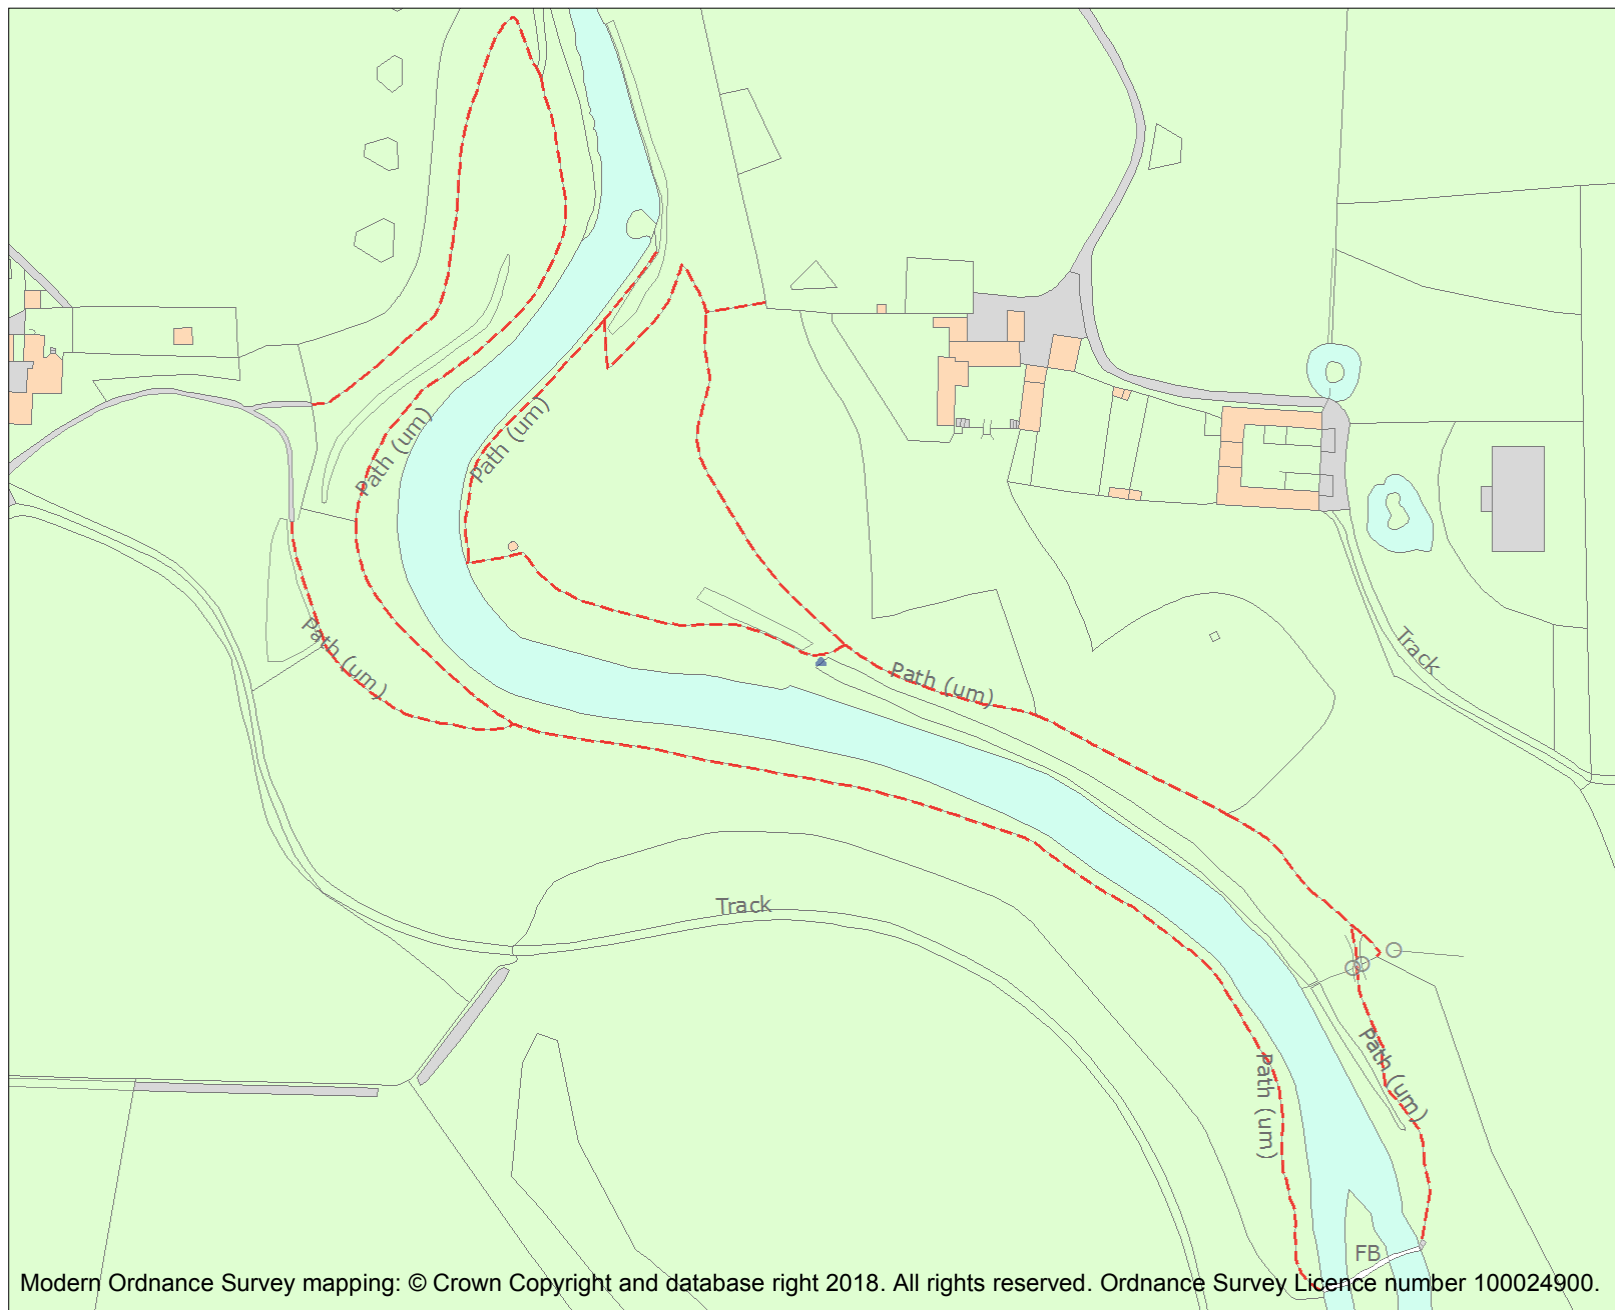 Path (um)
Path (um)
Path (um)
Path (um)
Track
Track
Path (um)
Path (um)
FB
Modern Ordnance Survey mapping: © Crown Copyright and database right 2018. All rights reserved. Ordnance Survey Licence number 100024900.